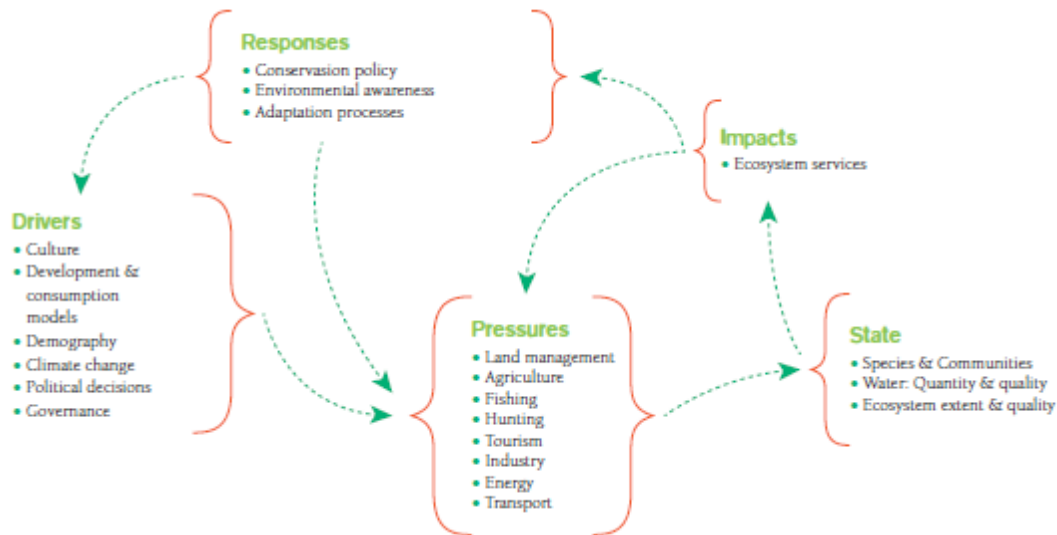 Responses
• Conservasion policy
• Environmental awareness
• Adaptation processes
Impacts
• Ecosystem services
Drivers
• Culture
• Development &
consumption
models
• Demography
• Climate change
• Political decisions
• Governance
Pressures
• Land management
• Agriculture
• Fishing
• Hunting
• Tourism
• Industry
• Energy
• Transport
State
• Species & Communities
• Water: Quantity & quality
• Ecosystem extent & quality